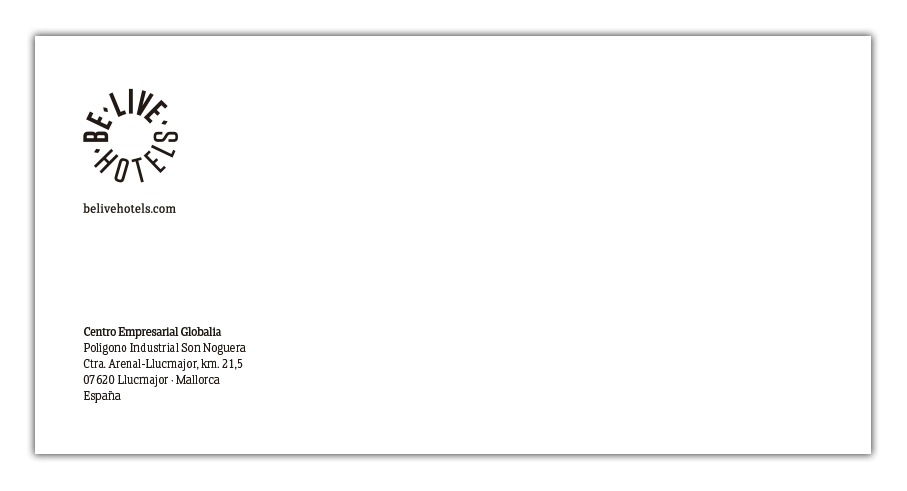 ·BE·LIVE·
HOTELS
belivehotels.com
Centro Empresarial Globalia
Polígono Industrial Son Noguera
Ctra. Arenal-Llucmajor, km. 21,5
07620 Llucmajor · Mallorca
España